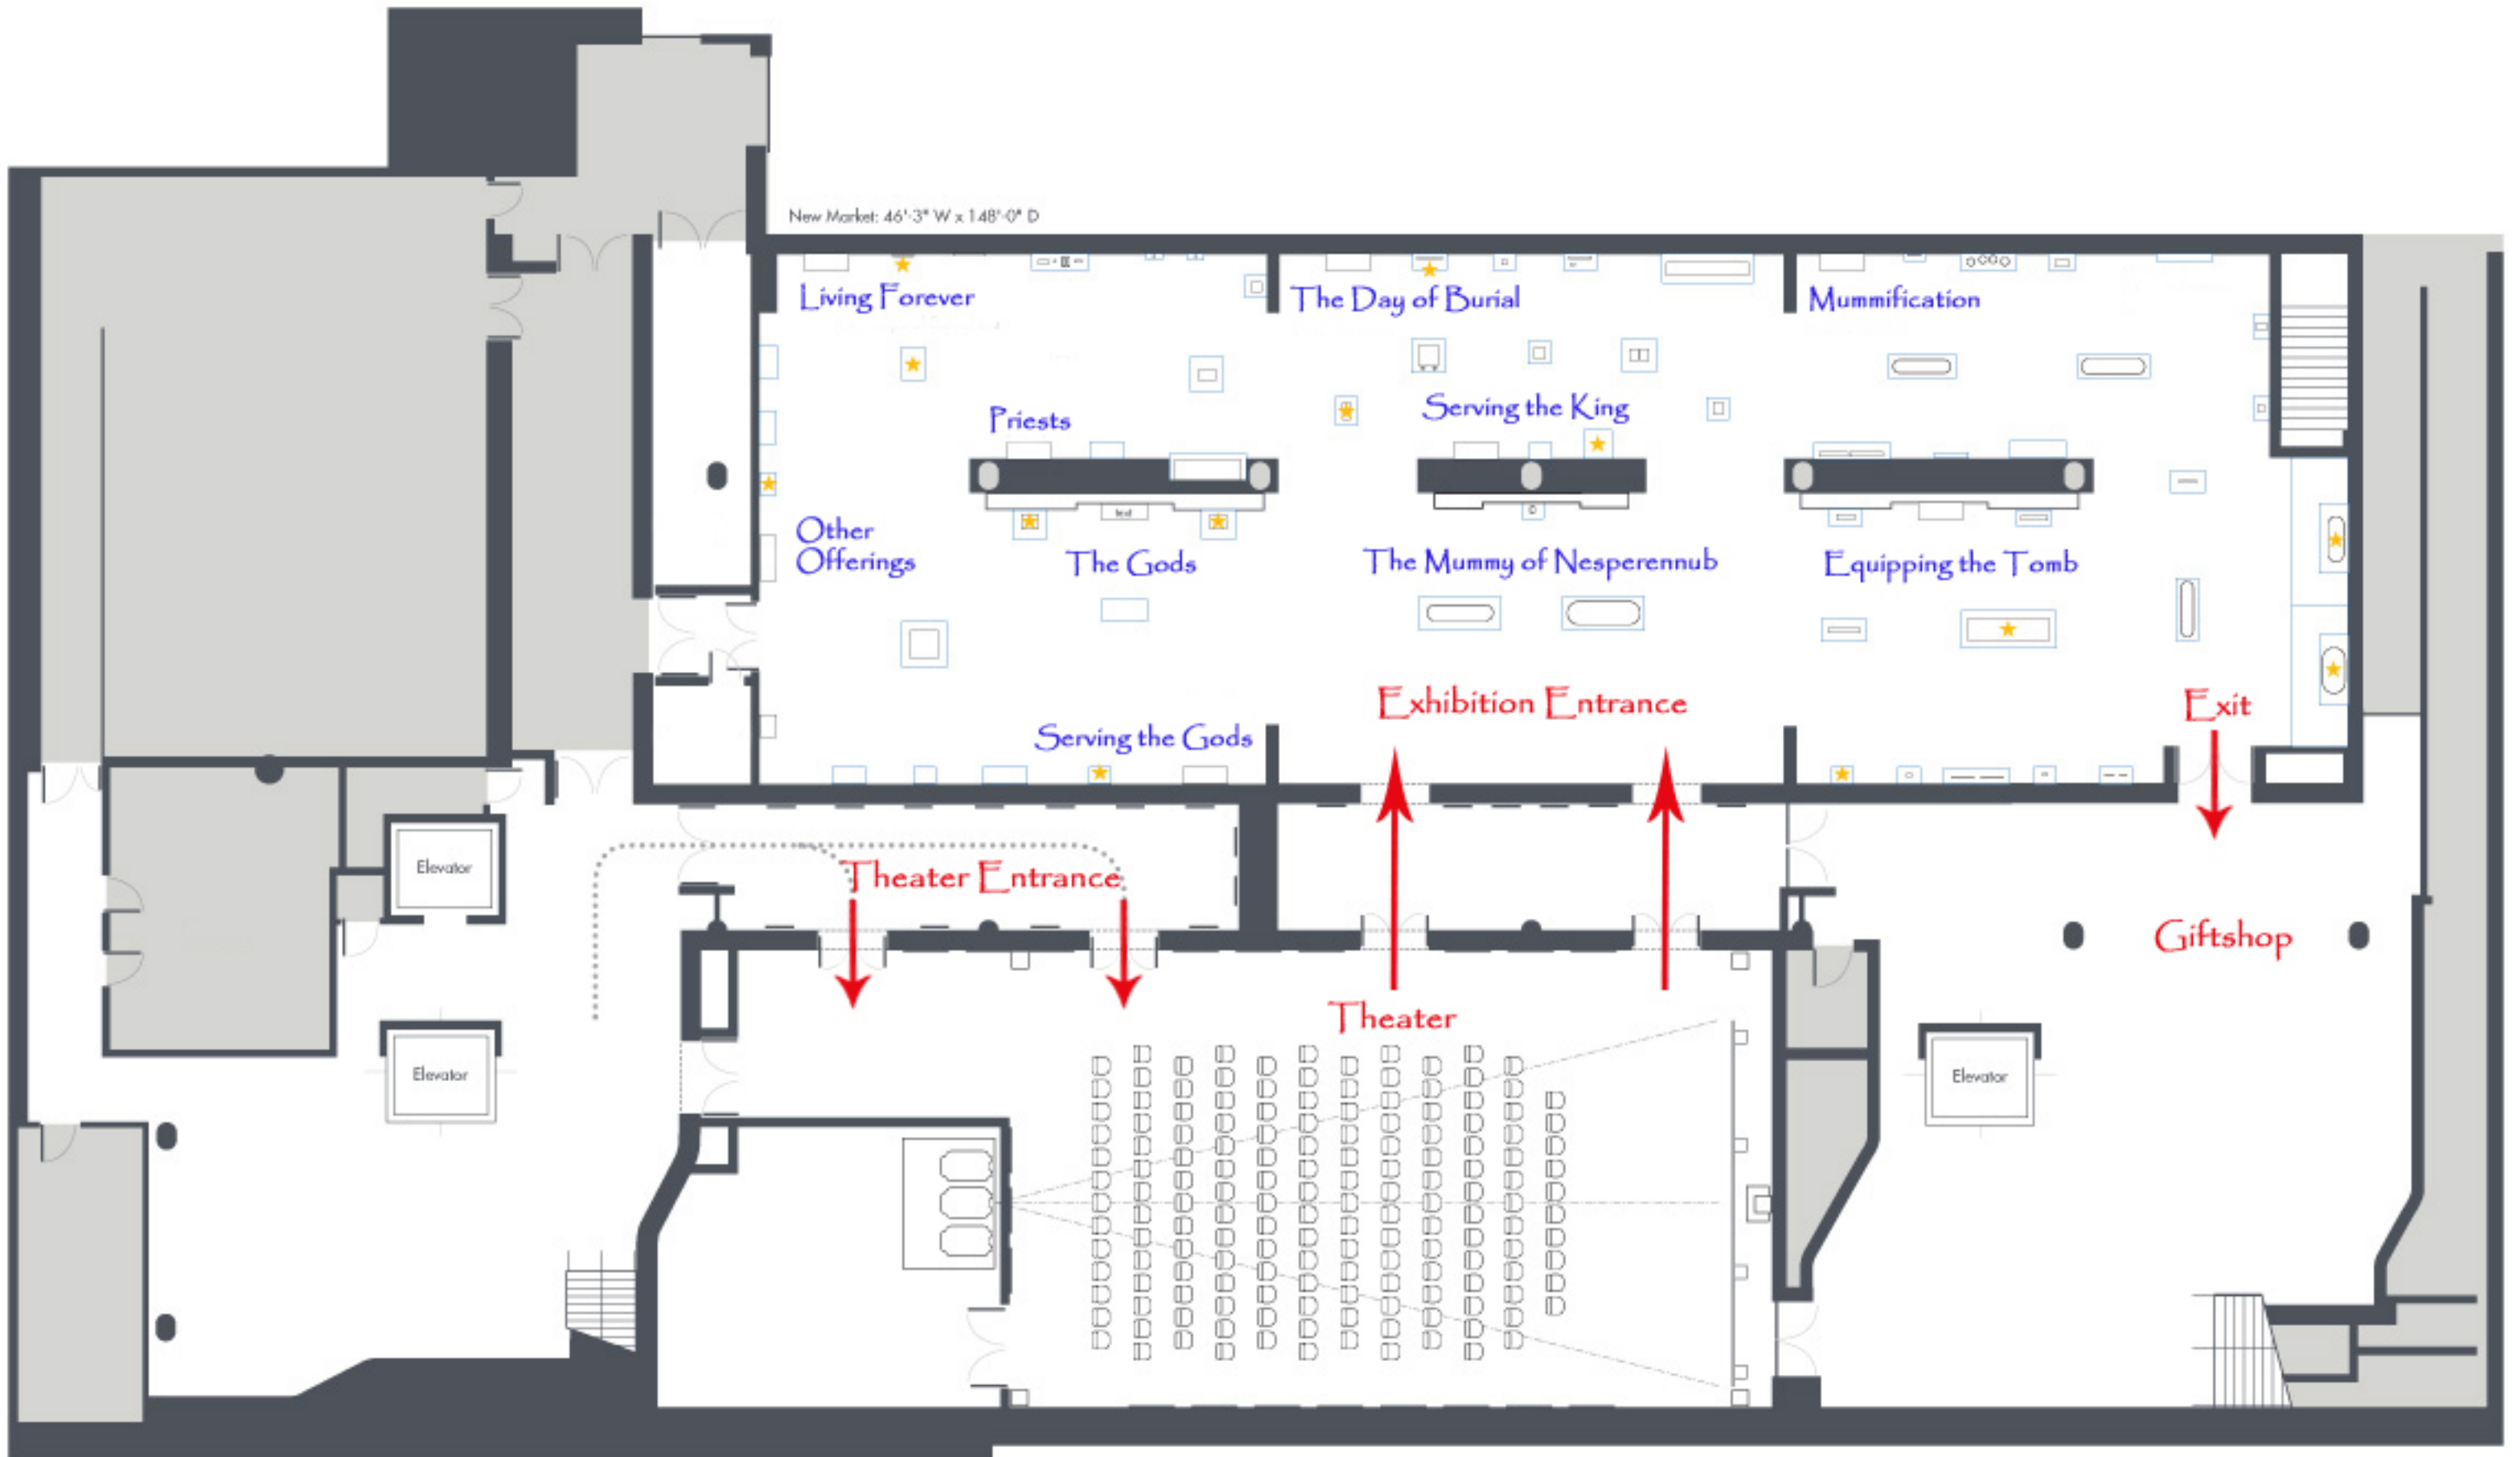 New Market: 46'-3" W x 148'-0" D
Living Forever
The Day of Burial
Mummification
Priests
Serving the King
Other
Offerings
The Gods
The Mummy of Nesperennub
Equipping the Tomb
Exhibition Entrance
Exit
Serving the Gods
Elevator
Theater Entrance
Giftshop
Theater
Elevator
Elevator